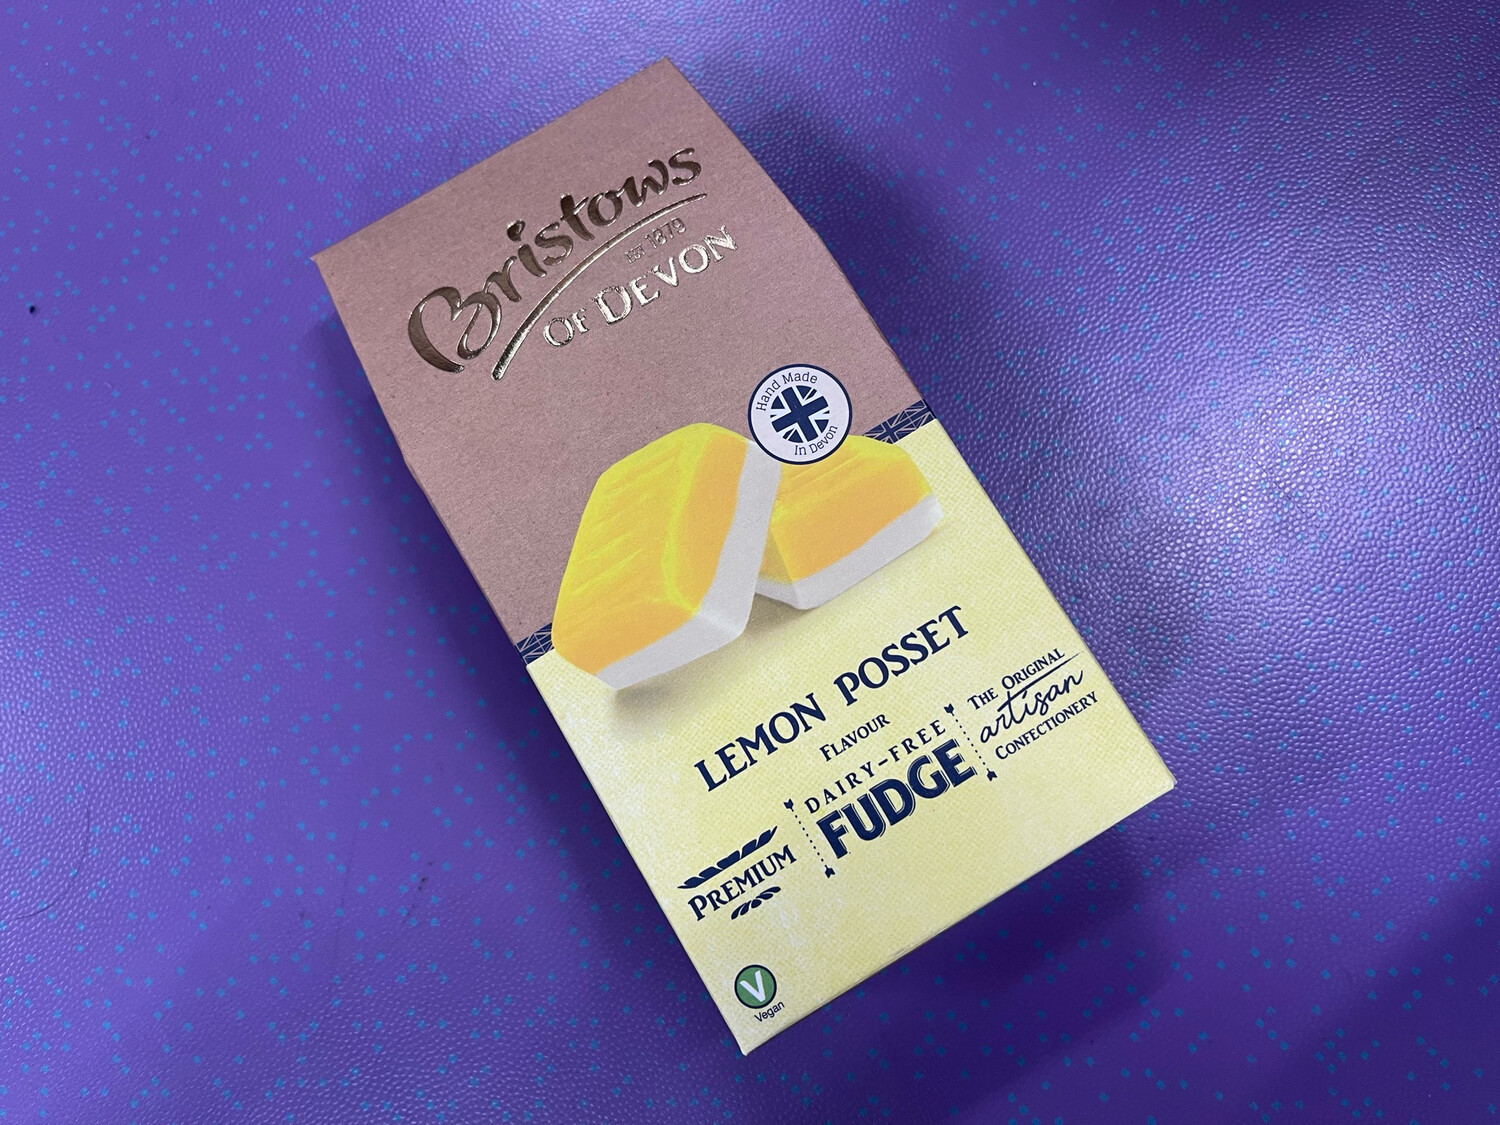 Bristows
EST 1879
OF DEVON
Hand Made
In Devon
LEMON POSSET
FLAVOUR
DAIRY-FREE
FUDGE
THE ORIGINAL
artisan
CONFECTIONERY
PREMIUM
V
Vegan